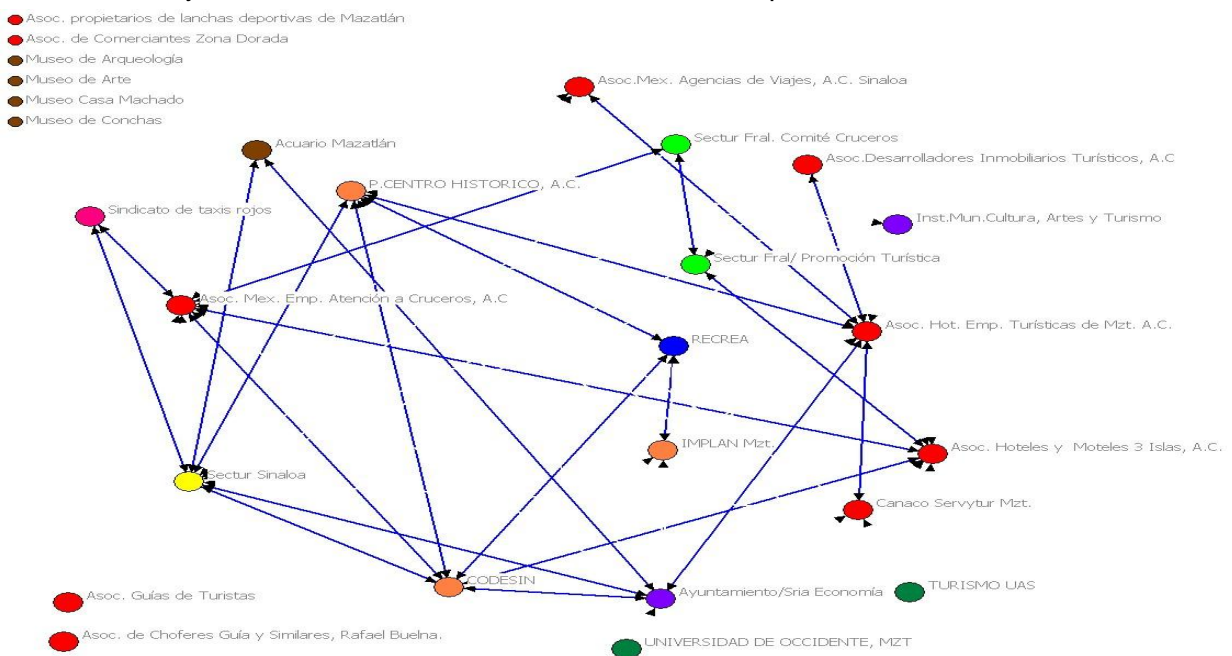 Asoc. propietarios de lanchas deportivas de Mazatlán
Asoc. de Comerciantes Zona Dorada
Museo de Arqueología
Museo de Arte
Museo Casa Machado
Museo de Conchas
Asoc.Mex. Agencias de Viajes, A.C. Sinaloa
Sectur Fral. Comité Cruceros
Acuario Mazatlán
Asoc.Desarrolladores Inmobiliarios Turísticos, A.C
P.CENTRO HISTORICO, A.C.
Sindicato de taxis rojos
Inst.Mun.Cultura, Artes y Turismo
Sectur Fral/ Promoción Turística
Asoc. Mex. Emp. Atención a Cruceros, A.C
Asoc. Hot. Emp. Turísticas de Mzt. A.C.
RECREA
IMPLAN Mzt.
Asoc. Hoteles y Moteles 3 Islas, A.C.
Sectur Sinaloa
Canaco Servytur Mzt.
CODESIN
Ayuntamiento/Sria Economía
TURISMO UAS
Asoc. Guías de Turistas
Asoc. de Choferes Guía y Similares, Rafael Buelna.
UNIVERSIDAD DE OCCIDENTE, MZT